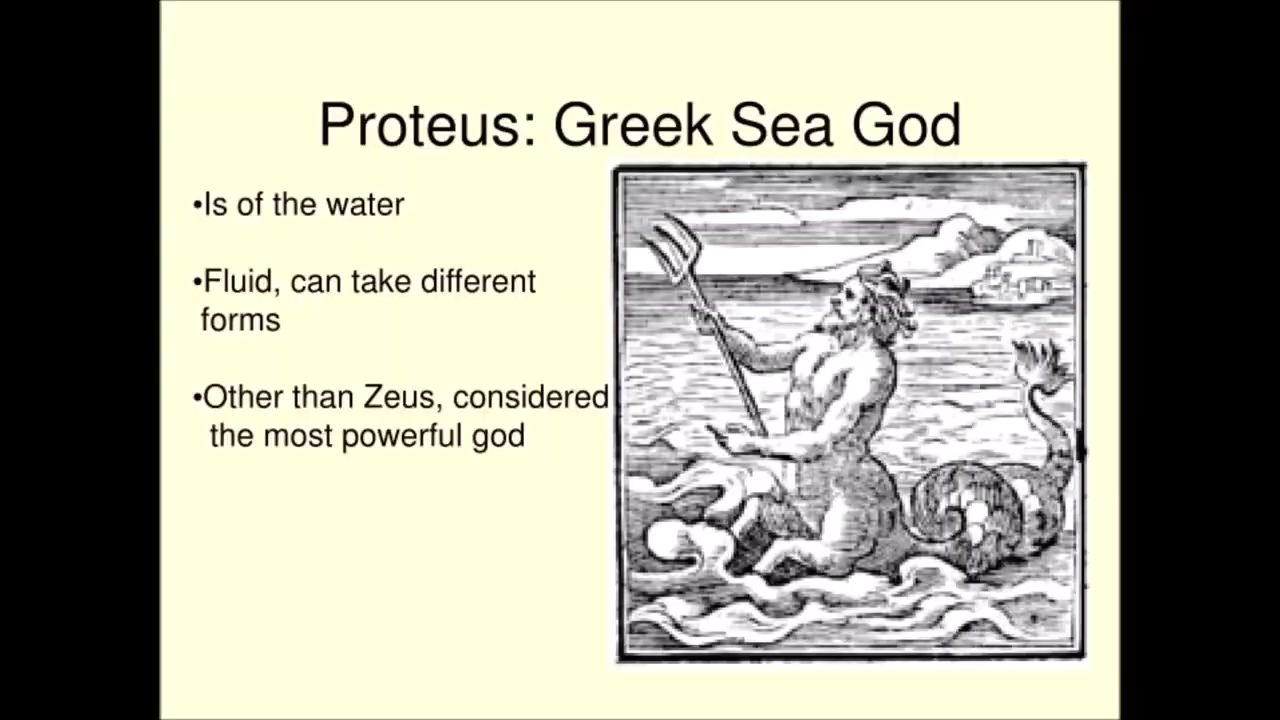 Proteus: Greek Sea God
•Is of the water
•Fluid, can take different
forms
•Other than Zeus, considered
the most powerful god